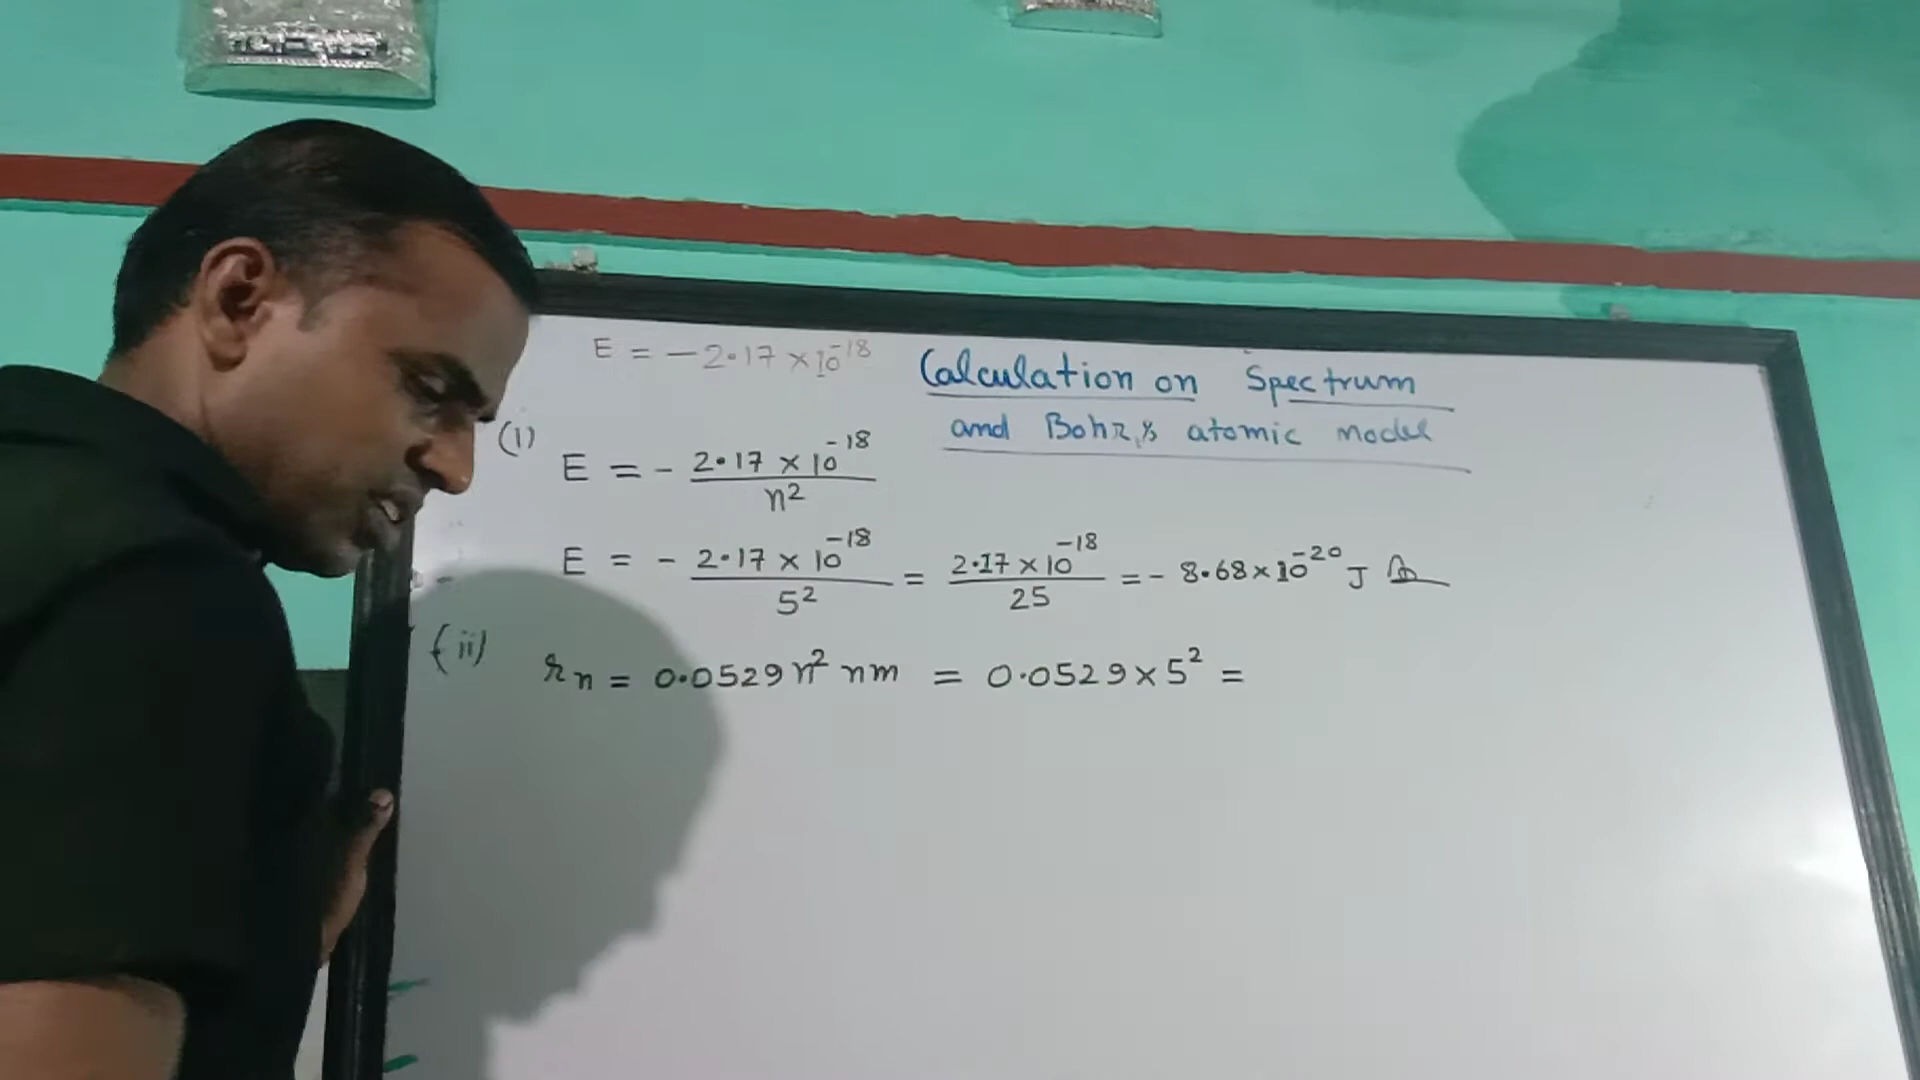 E = - 2.17 × 10⁻¹⁸
Calculation on Spectrum
and Bohr's atomic model
(i)
E = - 2.17 × 10⁻¹⁸ / n²
E = - 2.17 × 10⁻¹⁸ / 5² = 2.17 × 10⁻¹⁸ / 25 = - 8.68 × 10⁻²⁰ J
(ii) rn = 0.0529 n² nm = 0.0529 × 5² =